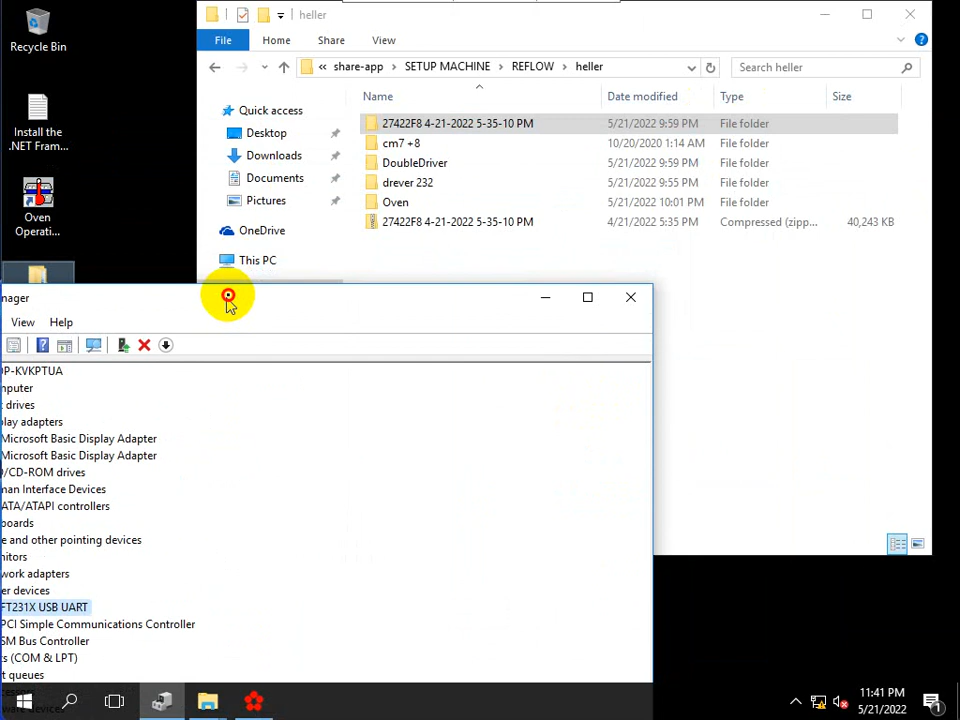 Recycle Bin
Install the
.NET Fram...
Oven
Operati...
heller
File Home Share View
« share-app > SETUP MACHINE > REFLOW > heller
Search heller
Name Date modified Type Size
Quick access
Desktop
Downloads
Documents
Pictures
OneDrive
This PC
27422F8 4-21-2022 5-35-10 PM 5/21/2022 9:59 PM File folder
cm7 +8 10/20/2020 1:14 AM File folder
DoubleDriver 5/21/2022 9:59 PM File folder
drever 232 5/21/2022 9:55 PM File folder
Oven 5/21/2022 10:01 PM File folder
27422F8 4-21-2022 5-35-10 PM 4/21/2022 5:35 PM Compressed (zipp... 40,243 KB
nager
View Help
OP-KVKPTUA
mputer
k drives
play adapters
Microsoft Basic Display Adapter
Microsoft Basic Display Adapter
D/CD-ROM drives
man Interface Devices
ATA/ATAPI controllers
boards
e and other pointing devices
nitors
work adapters
er devices
FT231X USB UART
PCI Simple Communications Controller
SM Bus Controller
ts (COM & LPT)
t queues
11:41 PM
5/21/2022
1